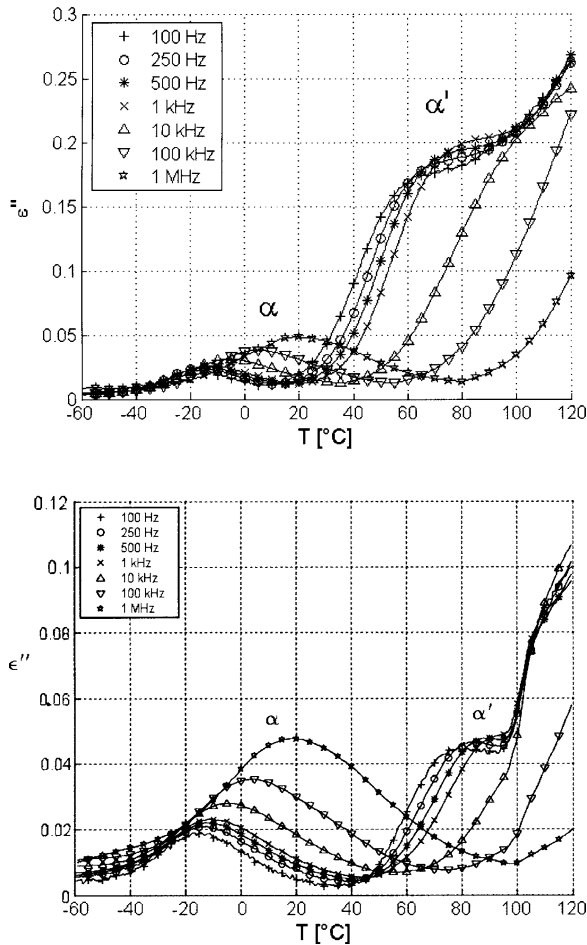 0.3
100 Hz
250 Hz
500 Hz
1 kHz
10 kHz
100 kHz
1 MHz
0.25
0.2
0.15
0.1
0.05
0
ε''
α'
α
-60 -40 -20 0 20 40 60 80 100 120
T [°C]
0.12
100 Hz
250 Hz
500 Hz
1 kHz
10 kHz
100 kHz
1 MHz
0.1
0.08
0.06
0.04
0.02
0
ε''
α
α'
-60 -40 -20 0 20 40 60 80 100 120
T [°C]